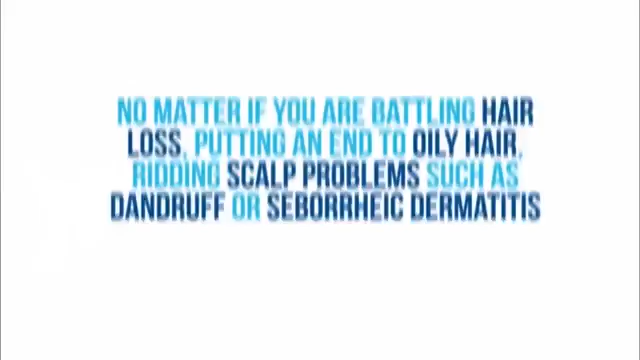 NO MATTER IF YOU ARE BATTLING HAIR
LOSS, PUTTING AN END TO OILY HAIR,
RIDDING SCALP PROBLEMS SUCH AS
DANDRUFF OR SEBORRHEIC DERMATITIS